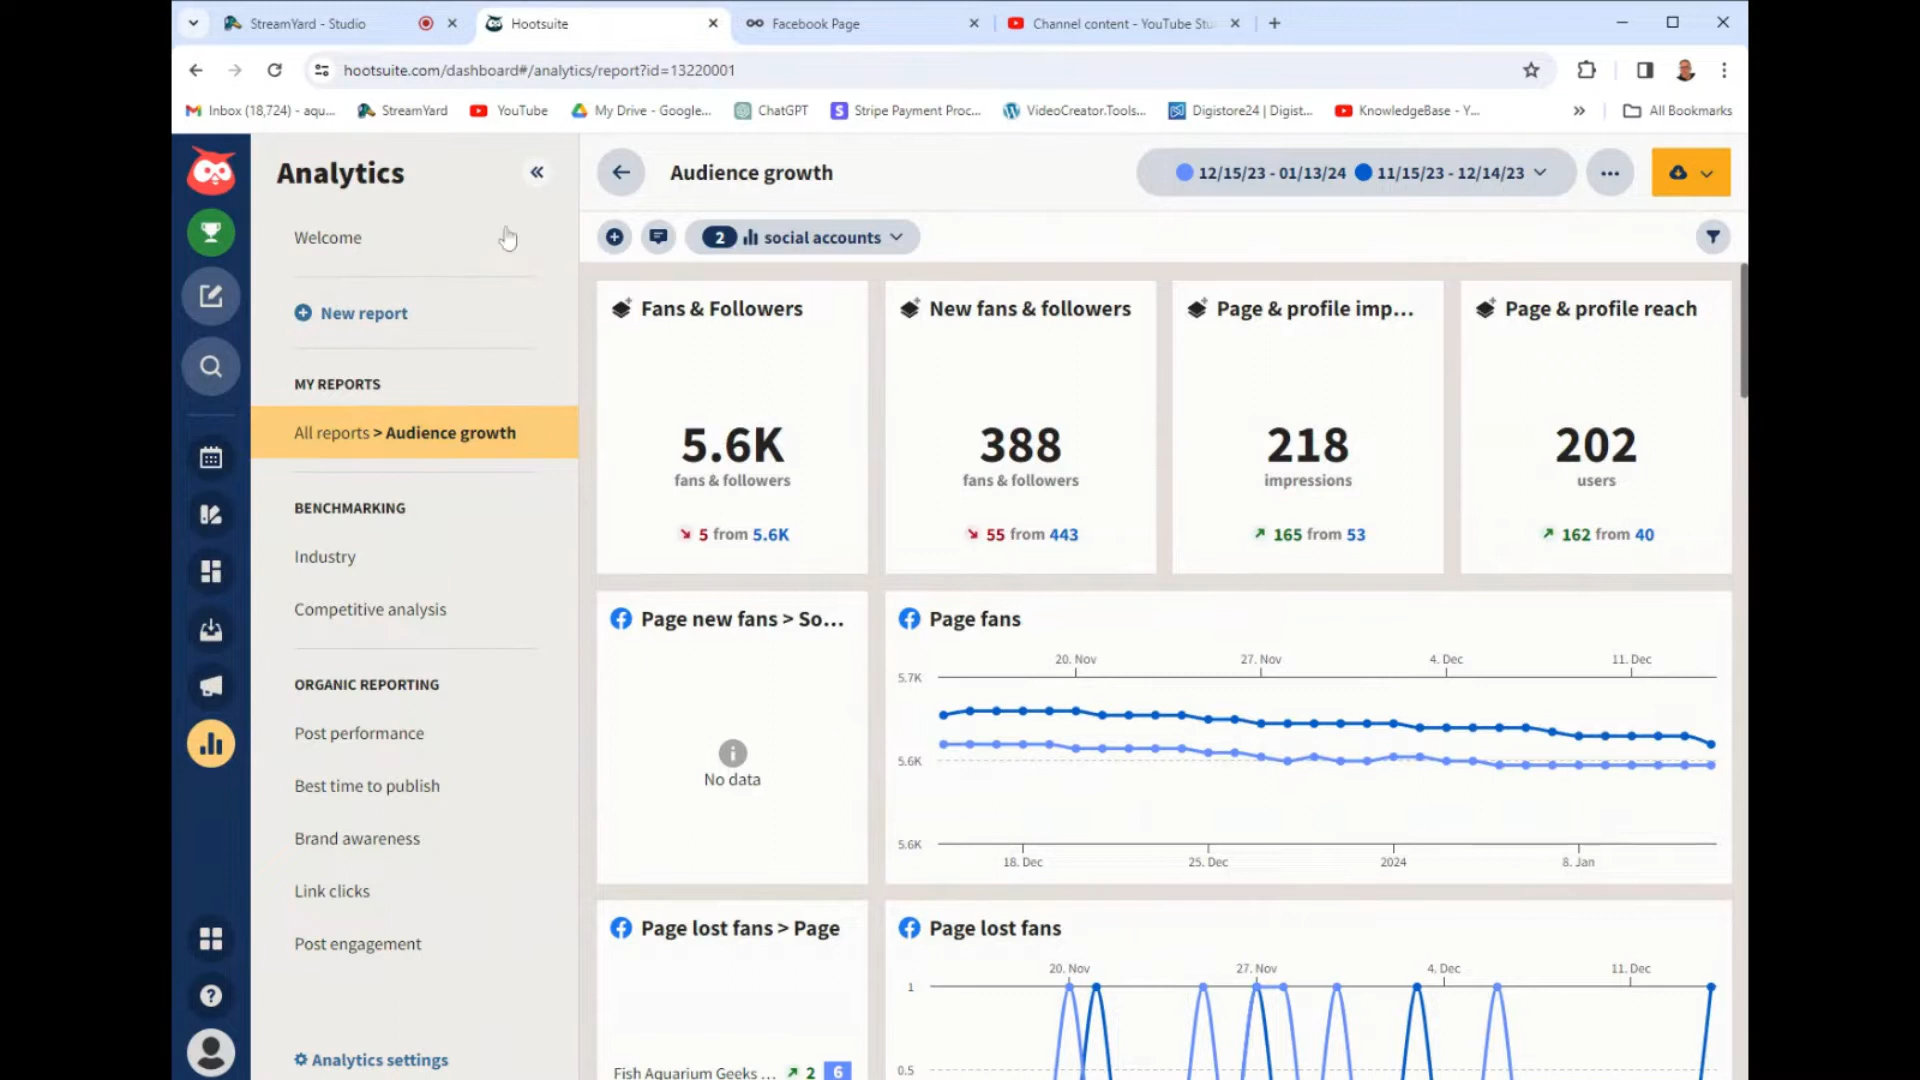 StreamYard - Studio
Hootsuite
Facebook Page
Channel content - YouTube Stu
hootsuite.com/dashboard#/analytics/report?id=13220001
Inbox (18,724) - aqu...
StreamYard
YouTube
My Drive - Google...
ChatGPT
Stripe Payment Proc...
VideoCreator.Tools...
Digistore24 | Digist...
KnowledgeBase - Y...
»
All Bookmarks
Analytics
«
Welcome
New report
MY REPORTS
All reports > Audience growth
BENCHMARKING
Industry
Competitive analysis
ORGANIC REPORTING
Post performance
Best time to publish
Brand awareness
Link clicks
Post engagement
Analytics settings
Audience growth
12/15/23 - 01/13/24 11/15/23 - 12/14/23
2 social accounts
Fans & Followers
5.6K
fans & followers
5 from 5.6K
New fans & followers
388
fans & followers
55 from 443
Page & profile imp...
218
impressions
165 from 53
Page & profile reach
202
users
162 from 40
Page new fans > So...
No data
Page fans
20. Nov 27. Nov 4. Dec 11. Dec
5.7K
5.6K
5.6K
18. Dec 25. Dec 2024 8. Jan
Page lost fans > Page
Fish Aquarium Geeks ... 2 6
Page lost fans
20. Nov 27. Nov 4. Dec 11. Dec
1
0.5